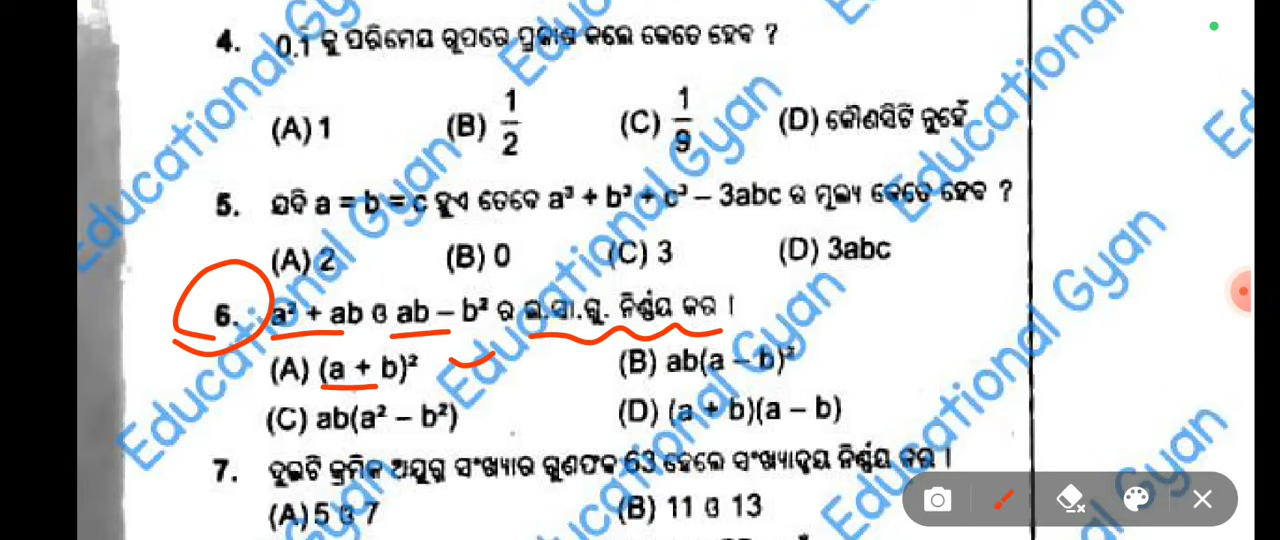 4. 0.1̇ କୁ ପରିମେୟ ରୂପରେ ପ୍ରକାଶ କଲେ କେତେ ହେବ ?
(A) 1 (B) 1/2 (C) 1/9 (D) କୌଣସିଟି ନୁହେଁ
5. ଯଦି a = b = c ହୁଏ ତେବେ a³ + b³ + c³ – 3abc ର ମୂଲ୍ୟ କେତେ ହେବ ?
(A) 2 (B) 0 (C) 3 (D) 3abc
6. a² + ab ଓ ab – b² ର ଲ.ସା.ଗୁ. ନିର୍ଣ୍ଣୟ କର ।
(A) (a + b)² (B) ab(a – b)²
(C) ab(a² – b²) (D) (a + b)(a – b)
7. ଦୁଇଟି କ୍ରମିକ ଅଯୁଗ୍ମ ସଂଖ୍ୟାର ଗୁଣଫଳ 63 ହେଲେ ସଂଖ୍ୟାଦ୍ୱୟ ନିର୍ଣ୍ଣୟ କର ।
(A) 5 ଓ 7 (B) 11 ଓ 13
Educational Gyan